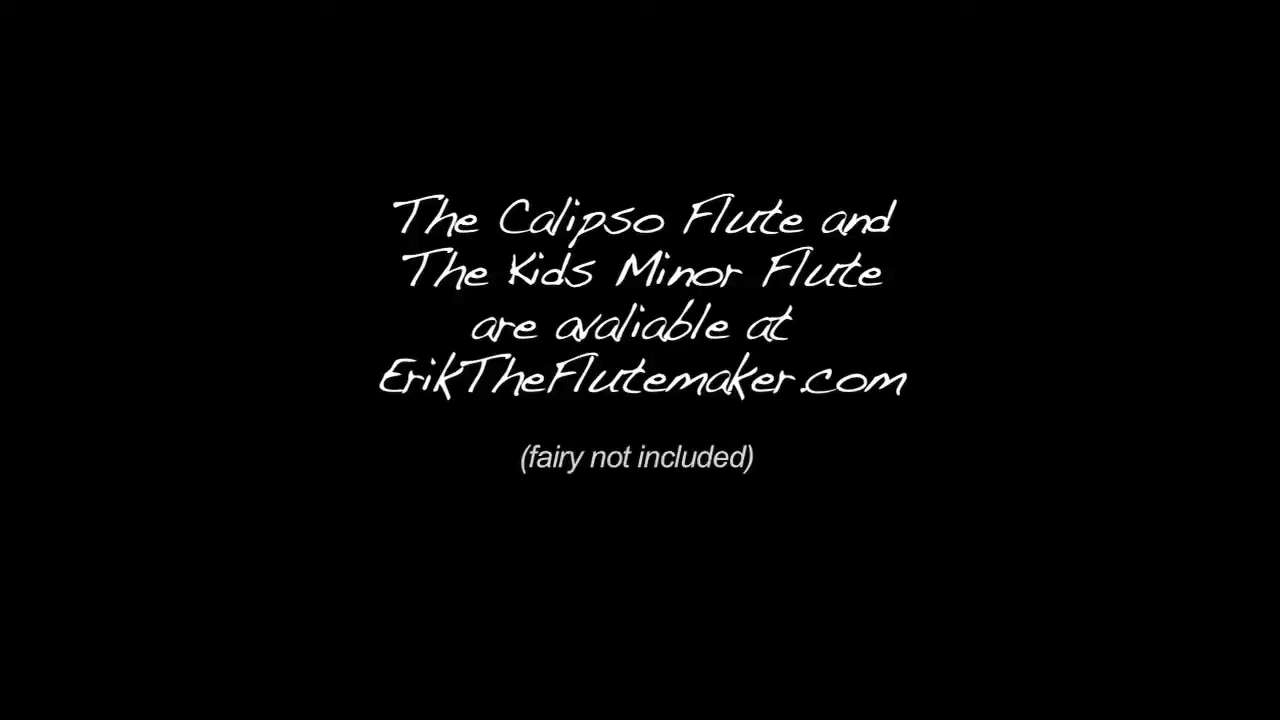 The Calipso Flute and
The Kids Minor Flute
are avaliable at
ErikTheFlutemaker.com
(fairy not included)